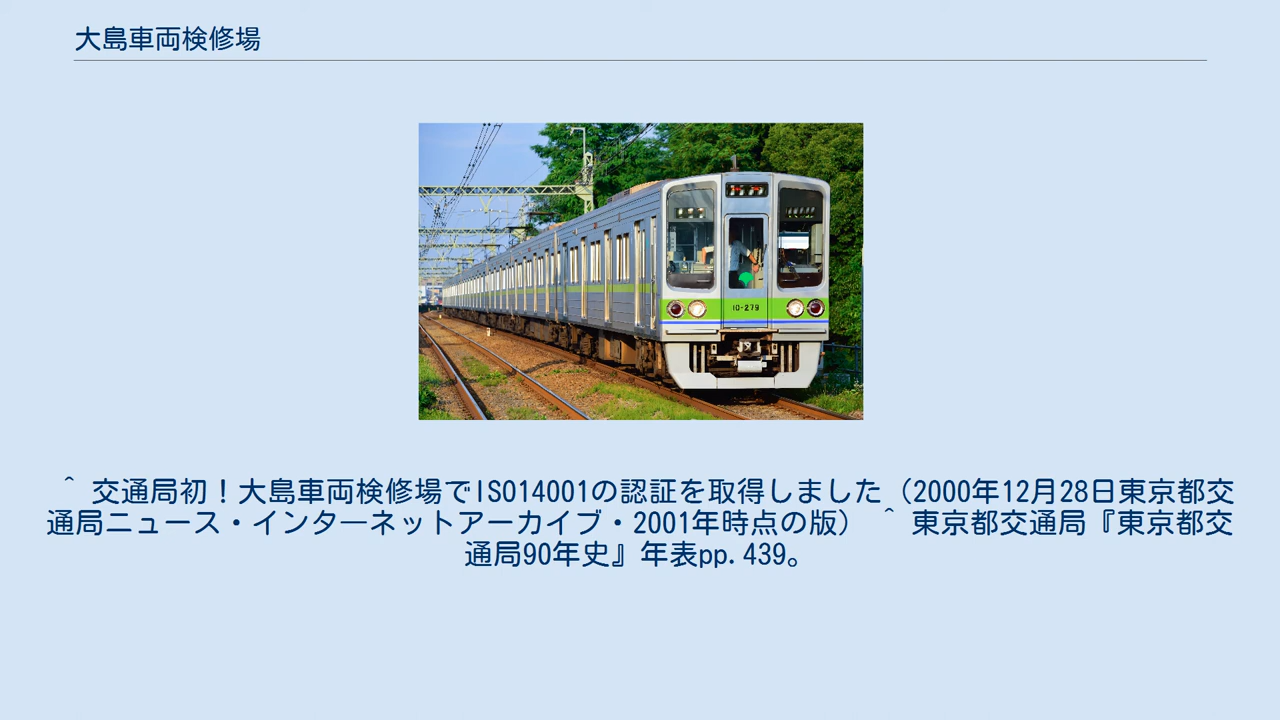 大島車両検修場
10-279
＾ 交通局初！大島車両検修場でISO14001の認証を取得しました（2000年12月28日東京都交
通局ニュース・インターネットアーカイブ・2001年時点の版） ＾ 東京都交通局『東京都交
通局90年史』年表pp.439。